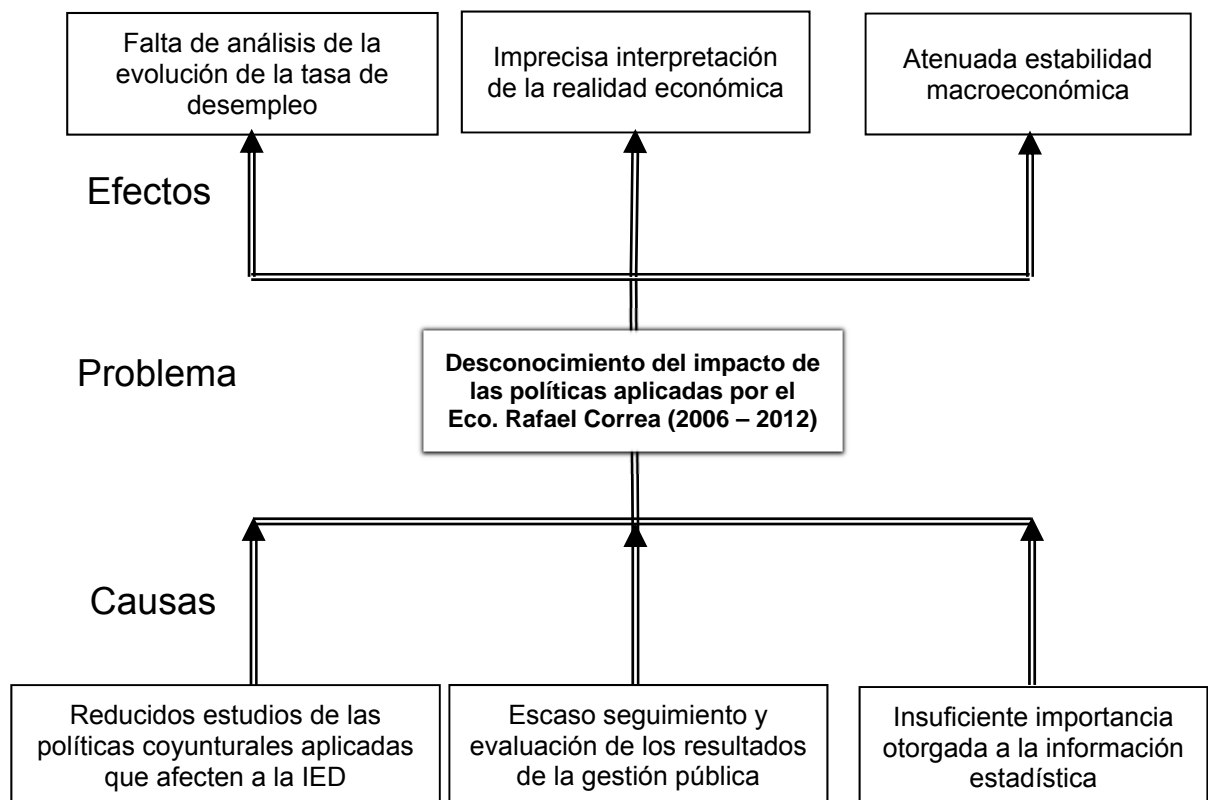 Falta de análisis de la
evolución de la tasa de
desempleo
Imprecisa interpretación
de la realidad económica
Atenuada estabilidad
macroeconómica
Efectos
Problema
Desconocimiento del impacto de
las políticas aplicadas por el
Eco. Rafael Correa (2006 – 2012)
Causas
Reducidos estudios de las
políticas coyunturales aplicadas
que afecten a la IED
Escaso seguimiento y
evaluación de los resultados
de la gestión pública
Insuficiente importancia
otorgada a la información
estadística